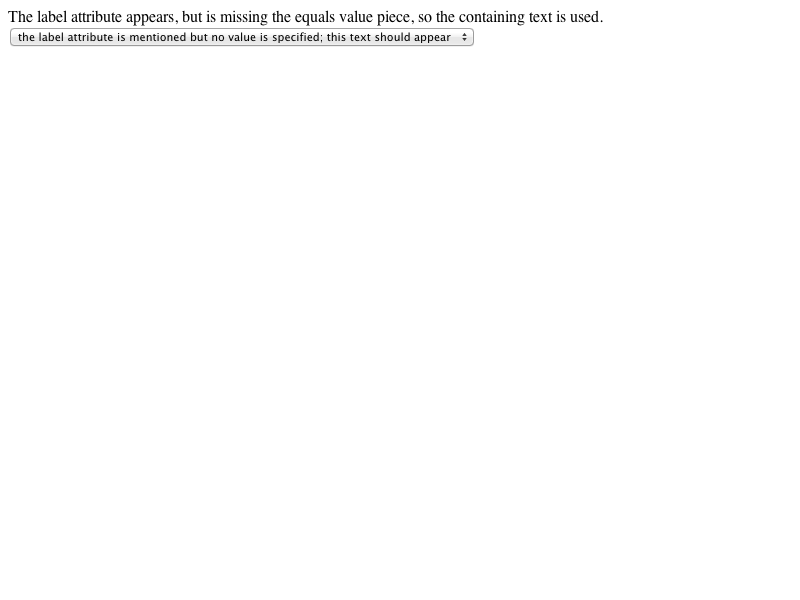 The label attribute appears, but is missing the equals value piece, so the containing text is used.
the label attribute is mentioned but no value is specified; this text should appear